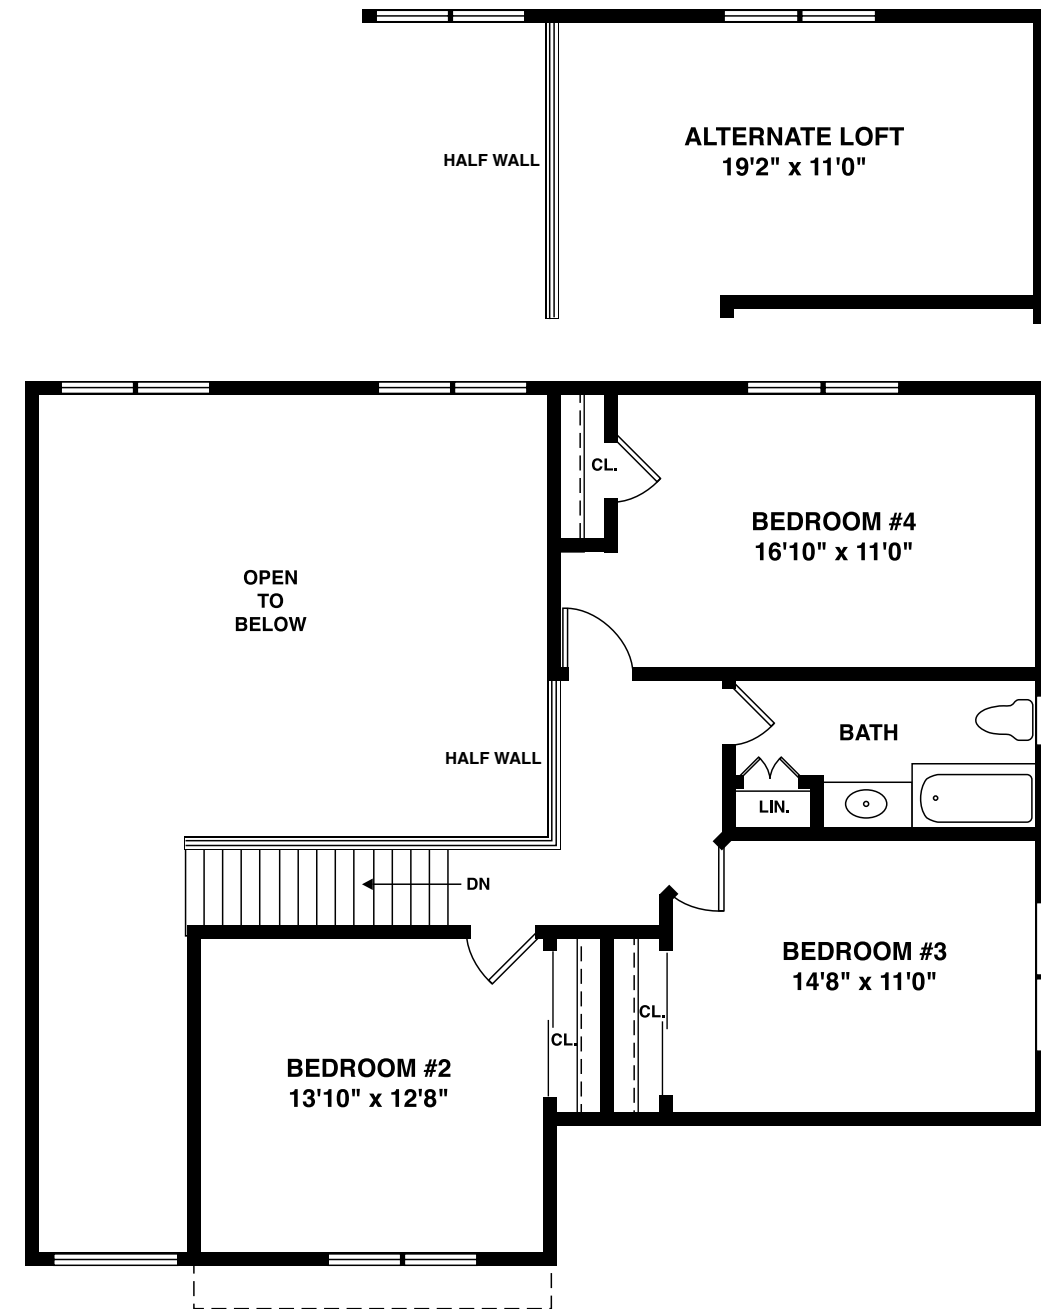 ALTERNATE LOFT
19'2" x 11'0"
HALF WALL
CL.
BEDROOM #4
16'10" x 11'0"
OPEN
TO
BELOW
BATH
HALF WALL
LIN.
DN
BEDROOM #3
14'8" x 11'0"
CL.
CL.
BEDROOM #2
13'10" x 12'8"